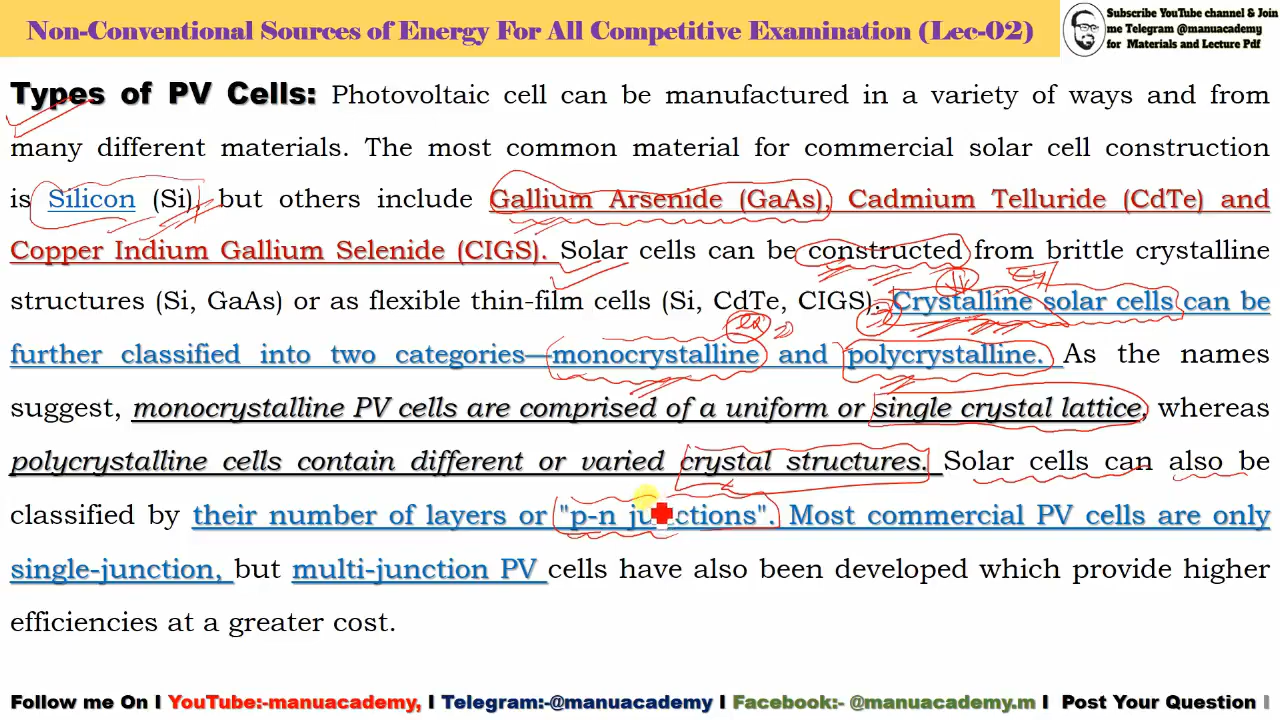 Non-Conventional Sources of Energy For All Competitive Examination (Lec-02)
Subscribe YouTube channel & Join
me Telegram @manuacademy
for Materials and Lecture Pdf
Types of PV Cells: Photovoltaic cell can be manufactured in a variety of ways and from
many different materials. The most common material for commercial solar cell construction
is Silicon (Si), but others include Gallium Arsenide (GaAs), Cadmium Telluride (CdTe) and
Copper Indium Gallium Selenide (CIGS). Solar cells can be constructed from brittle crystalline
structures (Si, GaAs) or as flexible thin-film cells (Si, CdTe, CIGS). Crystalline solar cells can be
further classified into two categories—monocrystalline and polycrystalline. As the names
suggest, monocrystalline PV cells are comprised of a uniform or single crystal lattice, whereas
polycrystalline cells contain different or varied crystal structures. Solar cells can also be
classified by their number of layers or "p-n junctions". Most commercial PV cells are only
single-junction, but multi-junction PV cells have also been developed which provide higher
efficiencies at a greater cost.
Follow me On I YouTube:-manuacademy, I Telegram:-@manuacademy I Facebook:- @manuacademy.m I Post Your Question I